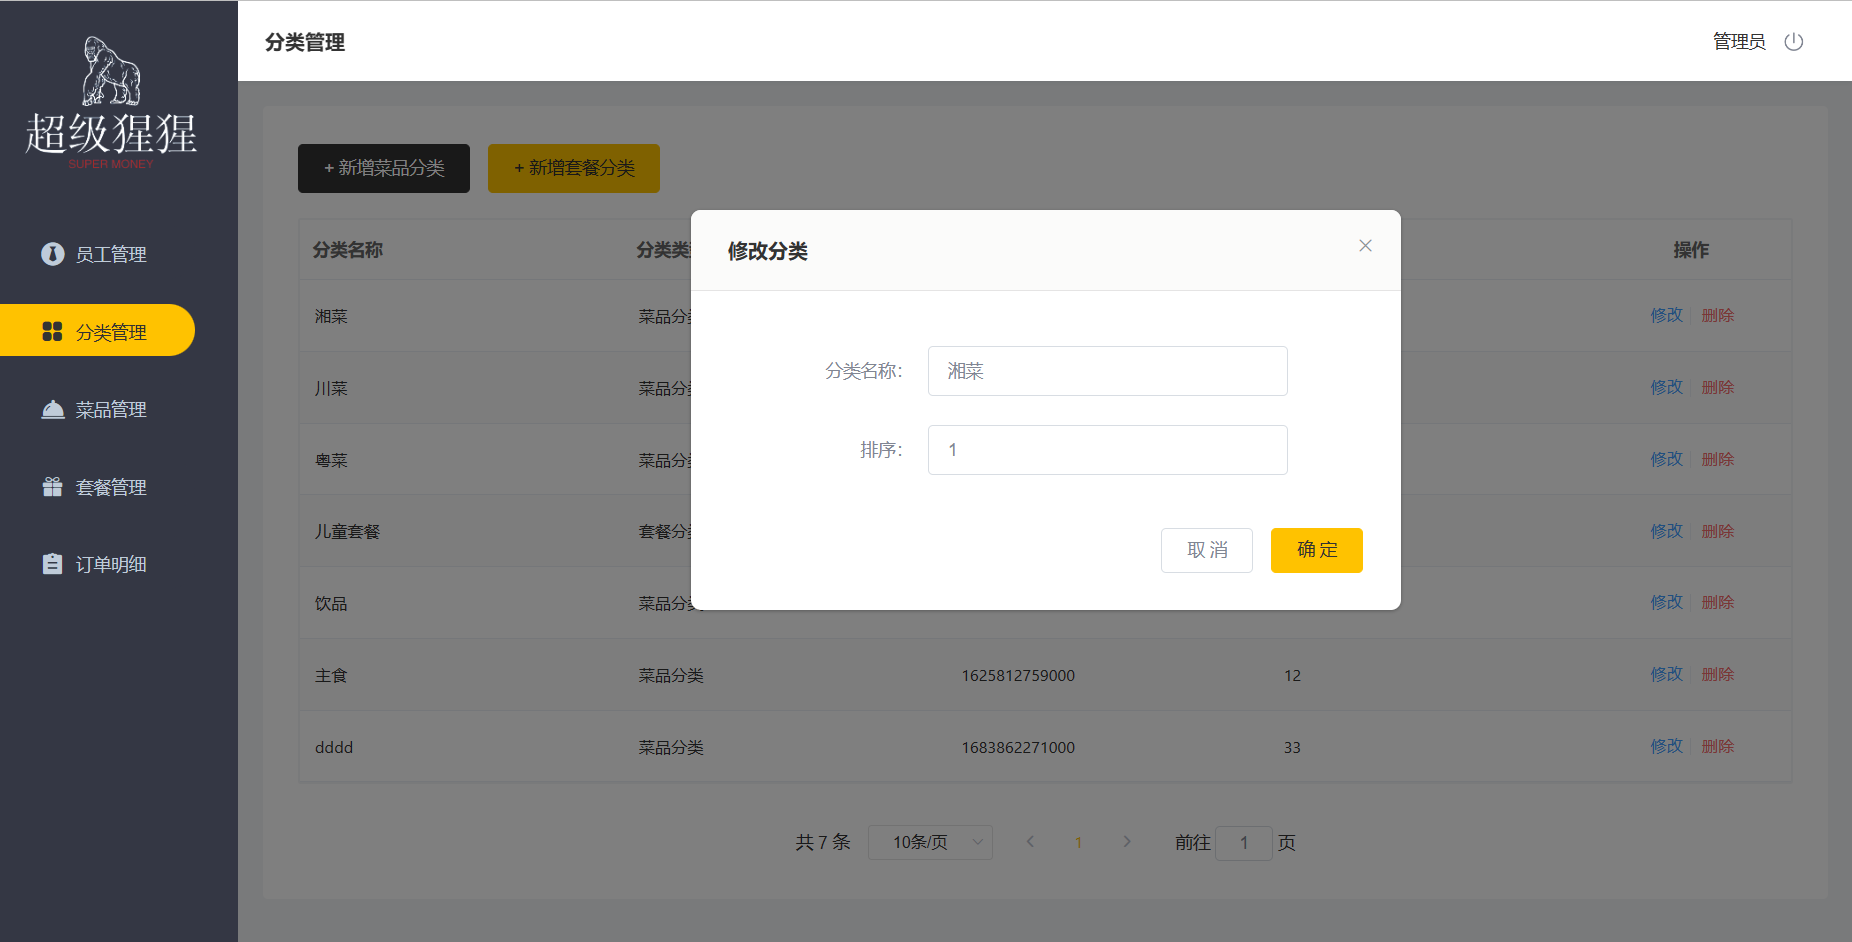 超级猩猩
SUPER MONEY
员工管理
分类管理
菜品管理
套餐管理
订单明细
分类管理
管理员
+ 新增菜品分类
+ 新增套餐分类
分类名称
分类类
操作
湘菜
菜品分
修改
删除
川菜
菜品分
修改
删除
粤菜
菜品分
修改
删除
儿童套餐
套餐分
修改
删除
饮品
菜品分
修改
删除
主食
菜品分类
1625812759000
12
修改
删除
dddd
菜品分类
1683862271000
33
修改
删除
共 7 条
10条/页
1
前往
1
页
修改分类
分类名称:
湘菜
排序:
1
取 消
确 定